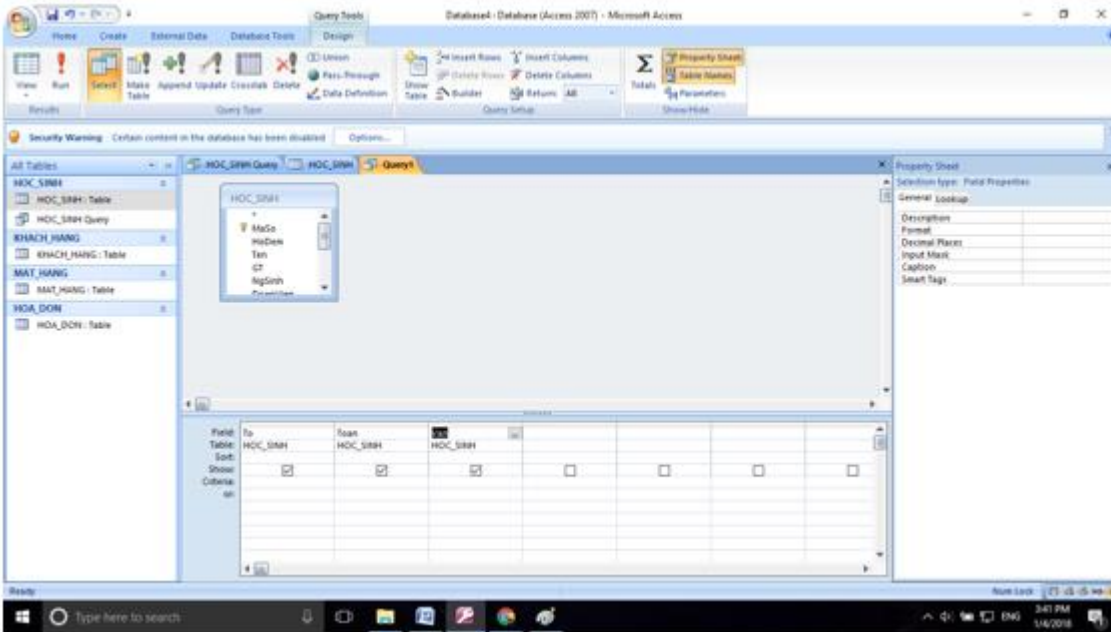 Query Tools
Database4 : Database (Access 2007) - Microsoft Access
Home Create External Data Database Tools Design
View Run Select Make Table Append Update Crosstab Delete
Union
Pass-Through
Data Definition
Show Table
Insert Rows
Delete Rows
Builder
Insert Columns
Delete Columns
Return: All
Totals
Property Sheet
Table Names
Parameters
Results Query Type Query Setup Show/Hide
Security Warning Certain content in the database has been disabled Options...
All Tables
HOC_SINH
HOC_SINH : Table
HOC_SINH Query
KHACH_HANG
KHACH_HANG : Table
MAT_HANG
MAT_HANG : Table
HOA_DON
HOA_DON : Table
HOC_SINH Query HOC_SINH Query1
HOC_SINH
*
MaSo
HoDem
Ten
GT
NgSinh
Field: To Toan
Table: HOC_SINH HOC_SINH HOC_SINH
Sort:
Show:
Criteria:
or:
Property Sheet
Selection type: Field Properties
General Lookup
Description
Format
Decimal Places
Input Mask
Caption
Smart Tags
Ready
Num Lock
Type here to search
ENG
3:41 PM
1/4/2018